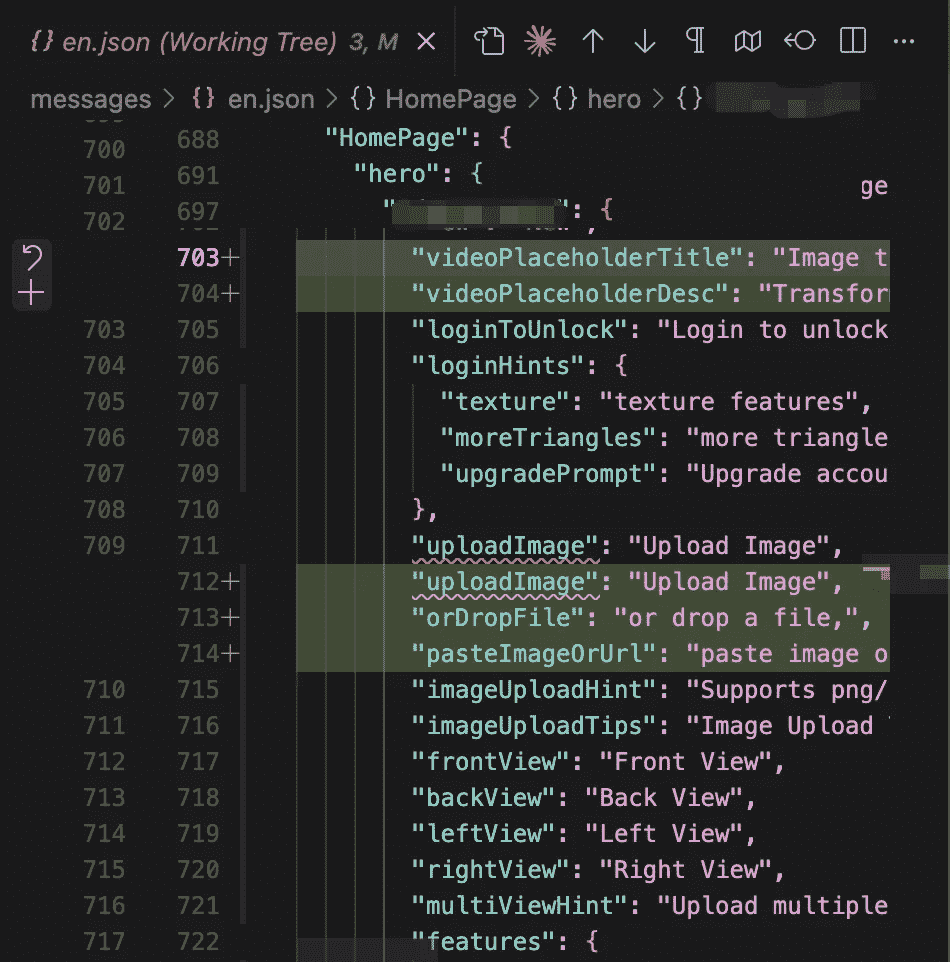 {} en.json (Working Tree) 3, M
messages > {} en.json > {} HomePage > {} hero > {}
700 688 "HomePage": {
701 691 "hero": {
ge
702 697 ": {
703+ "videoPlaceholderTitle": "Image t
704+ "videoPlaceholderDesc": "Transfor
703 705 "loginToUnlock": "Login to unlock
704 706 "loginHints": {
705 707 "texture": "texture features",
706 708 "moreTriangles": "more triangle
707 709 "upgradePrompt": "Upgrade accou
708 710 },
709 711 "uploadImage": "Upload Image",
712+ "uploadImage": "Upload Image",
713+ "orDropFile": "or drop a file,",
714+ "pasteImageOrUrl": "paste image o
710 715 "imageUploadHint": "Supports png/
711 716 "imageUploadTips": "Image Upload
712 717 "frontView": "Front View",
713 718 "backView": "Back View",
714 719 "leftView": "Left View",
715 720 "rightView": "Right View",
716 721 "multiViewHint": "Upload multiple
717 722 "features": {